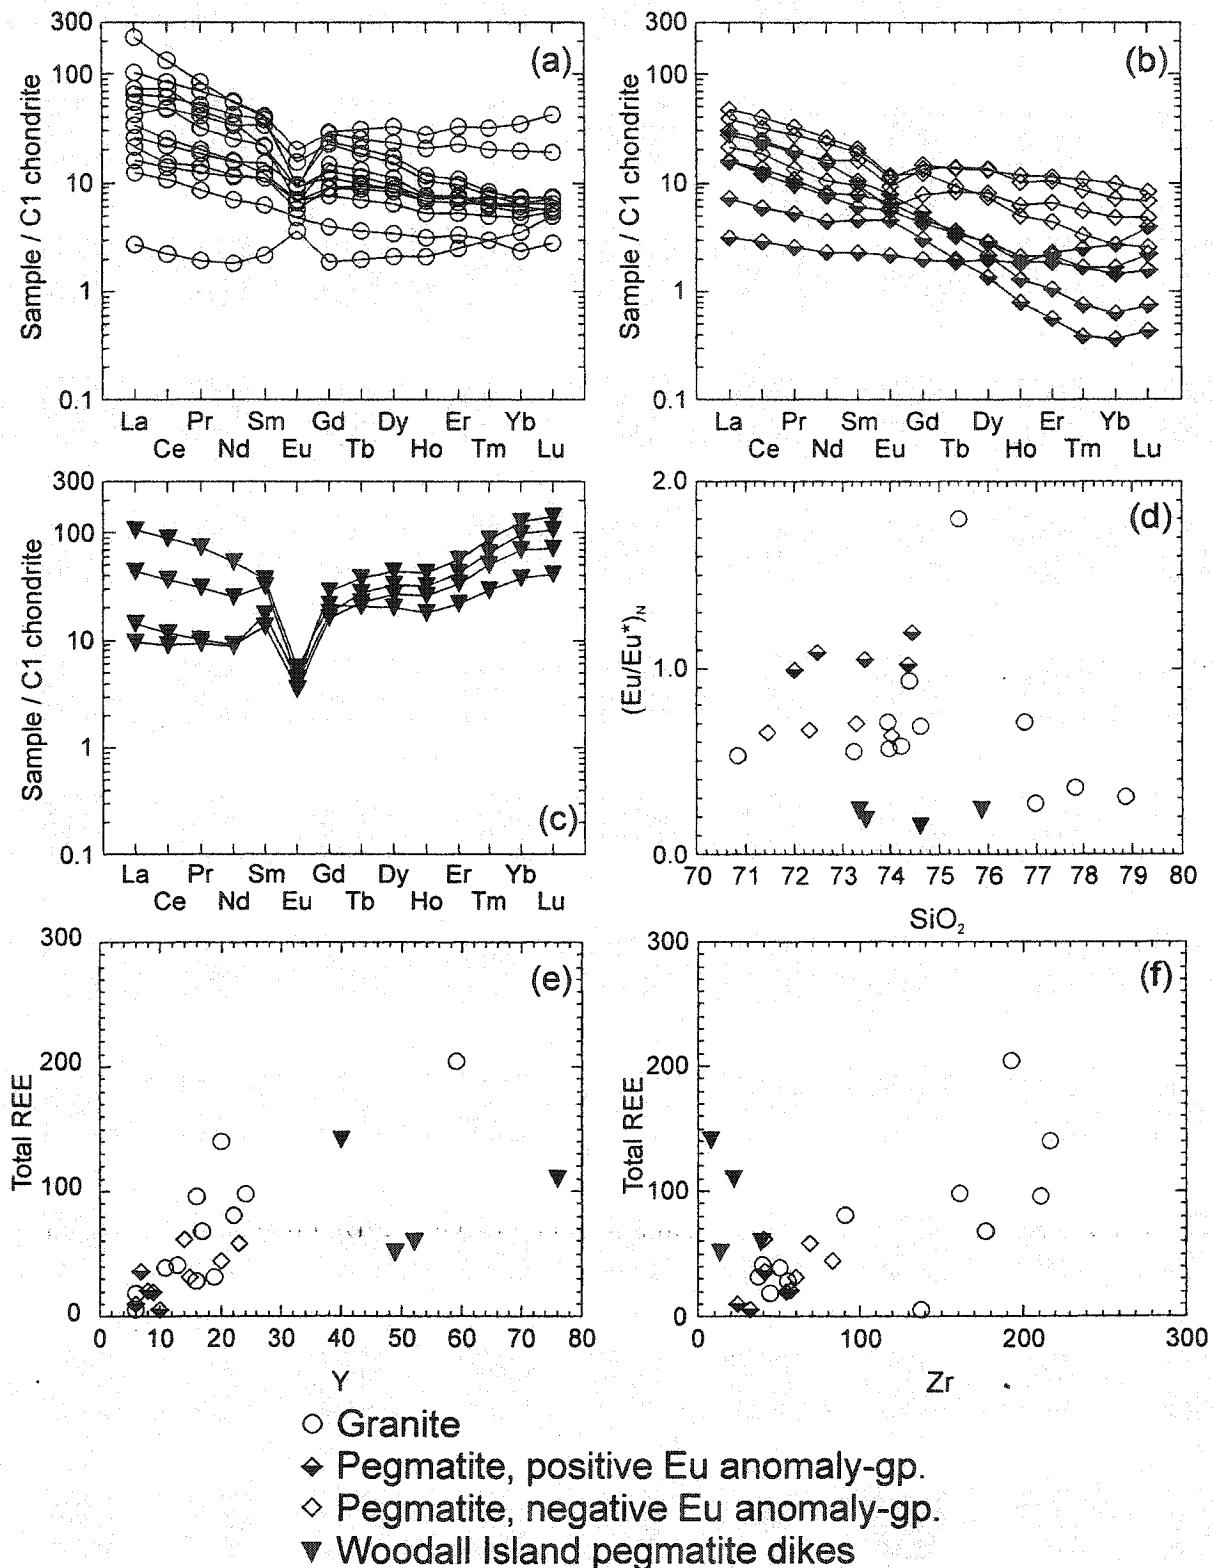 300
100
10
1
0.1
Sample / C1 chondrite
(a)
La Pr Sm Gd Dy Er Yb
Ce Nd Eu Tb Ho Tm Lu
300
100
10
1
0.1
Sample / C1 chondrite
(b)
La Pr Sm Gd Dy Er Yb
Ce Nd Eu Tb Ho Tm Lu
300
100
10
1
0.1
Sample / C1 chondrite
(c)
La Pr Sm Gd Dy Er Yb
Ce Nd Eu Tb Ho Tm Lu
2.0
1.0
0.0
(Eu/Eu*)N
(d)
70 71 72 73 74 75 76 77 78 79 80
SiO2
300
200
100
0
Total REE
(e)
0 10 20 30 40 50 60 70 80
Y
300
200
100
0
Total REE
(f)
0 100 200 300
Zr
Granite
Pegmatite, positive Eu anomaly-gp.
Pegmatite, negative Eu anomaly-gp.
Woodall Island pegmatite dikes